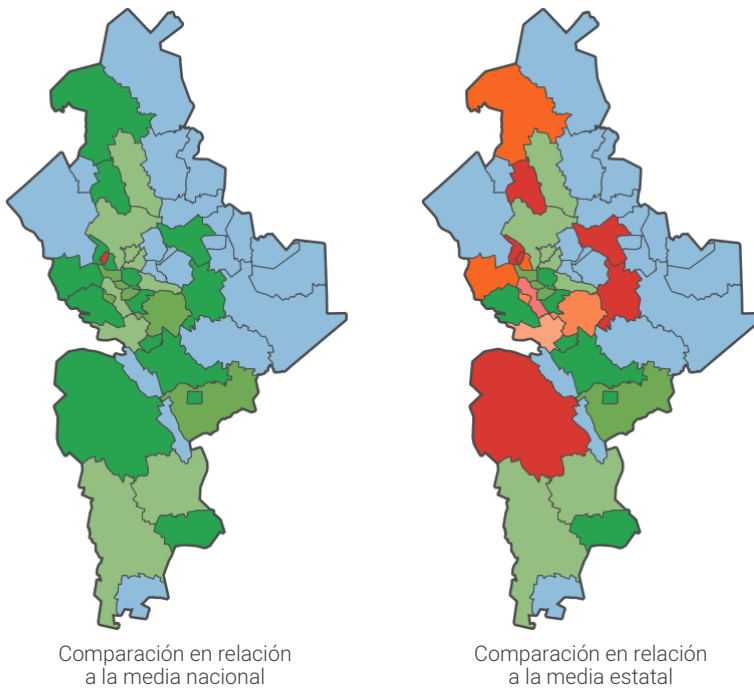 Comparación en relación
a la media nacional
Comparación en relación
a la media estatal